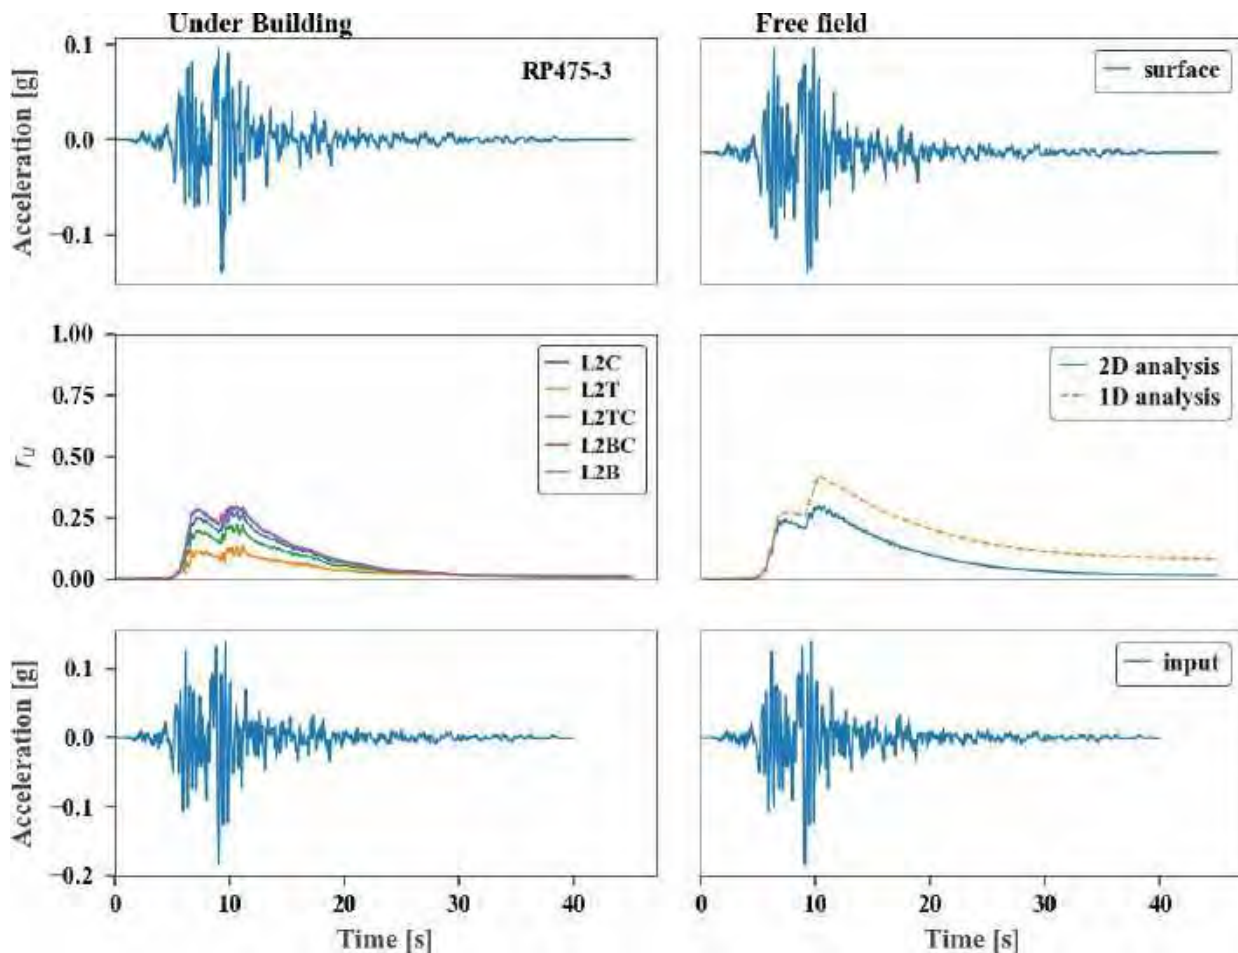 Under Building
Free field
Acceleration [g]
0.1
0.0
−0.1
RP475-3
surface
r_u
1.00
0.75
0.50
0.25
0.00
L2C
L2T
L2TC
L2BC
L2B
2D analysis
1D analysis
Acceleration [g]
0.1
0.0
−0.1
−0.2
input
0 10 20 30 40
0 10 20 30 40
Time [s]
Time [s]